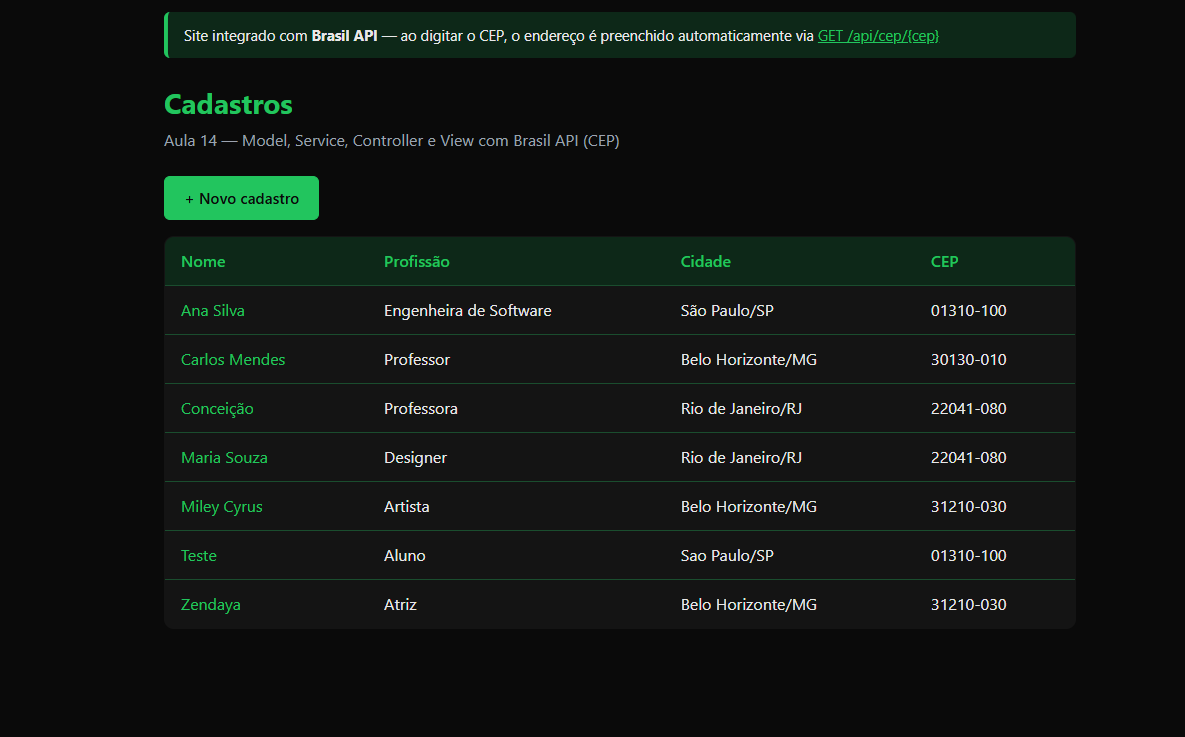 Site integrado com Brasil API — ao digitar o CEP, o endereço é preenchido automaticamente via GET /api/cep/{cep}
Cadastros
Aula 14 — Model, Service, Controller e View com Brasil API (CEP)
+ Novo cadastro
Nome Profissão Cidade CEP
Ana Silva Engenheira de Software São Paulo/SP 01310-100
Carlos Mendes Professor Belo Horizonte/MG 30130-010
Conceição Professora Rio de Janeiro/RJ 22041-080
Maria Souza Designer Rio de Janeiro/RJ 22041-080
Miley Cyrus Artista Belo Horizonte/MG 31210-030
Teste Aluno Sao Paulo/SP 01310-100
Zendaya Atriz Belo Horizonte/MG 31210-030